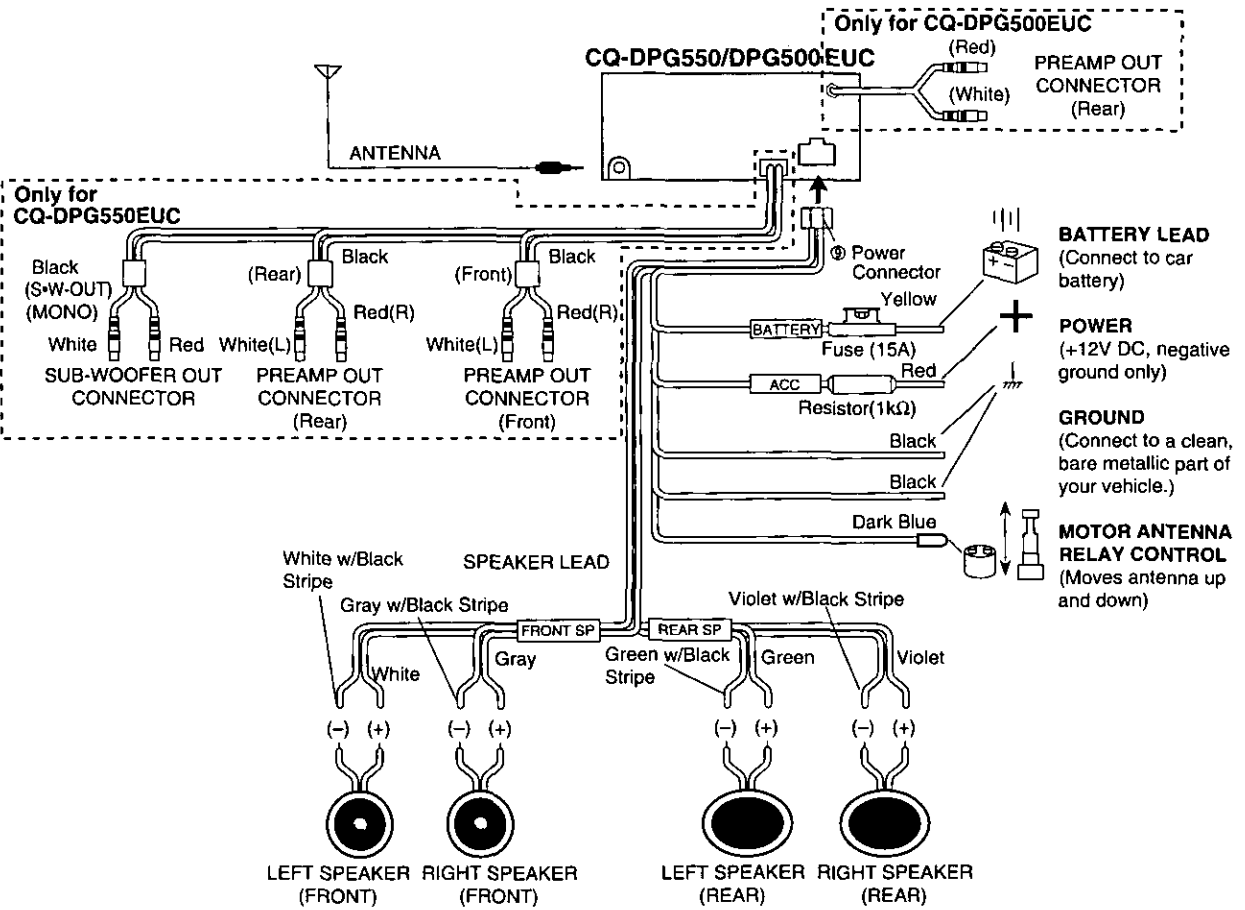 Only for CQ-DPG500EUC
(Red)
(White)
PREAMP OUT
CONNECTOR
(Rear)
CQ-DPG550/DPG500EUC
ANTENNA
Only for
CQ-DPG550EUC
Black
(S•W-OUT)
(MONO)
White
Red
SUB-WOOFER OUT
CONNECTOR
(Rear)
Black
Red(R)
White(L)
PREAMP OUT
CONNECTOR
(Rear)
(Front)
Black
Red(R)
White(L)
PREAMP OUT
CONNECTOR
(Front)
⑨ Power
Connector
Yellow
BATTERY
Fuse (15A)
Red
ACC
Resistor(1kΩ)
Black
Black
Dark Blue
+ −
BATTERY LEAD
(Connect to car
battery)
POWER
(+12V DC, negative
ground only)
GROUND
(Connect to a clean,
bare metallic part of
your vehicle.)
MOTOR ANTENNA
RELAY CONTROL
(Moves antenna up
and down)
SPEAKER LEAD
White w/Black
Stripe
Gray w/Black Stripe
FRONT SP
REAR SP
Violet w/Black Stripe
White
Gray
Green w/Black
Stripe
Green
Violet
(−) (+)
(−) (+)
(−) (+)
(−) (+)
LEFT SPEAKER
(FRONT)
RIGHT SPEAKER
(FRONT)
LEFT SPEAKER
(REAR)
RIGHT SPEAKER
(REAR)